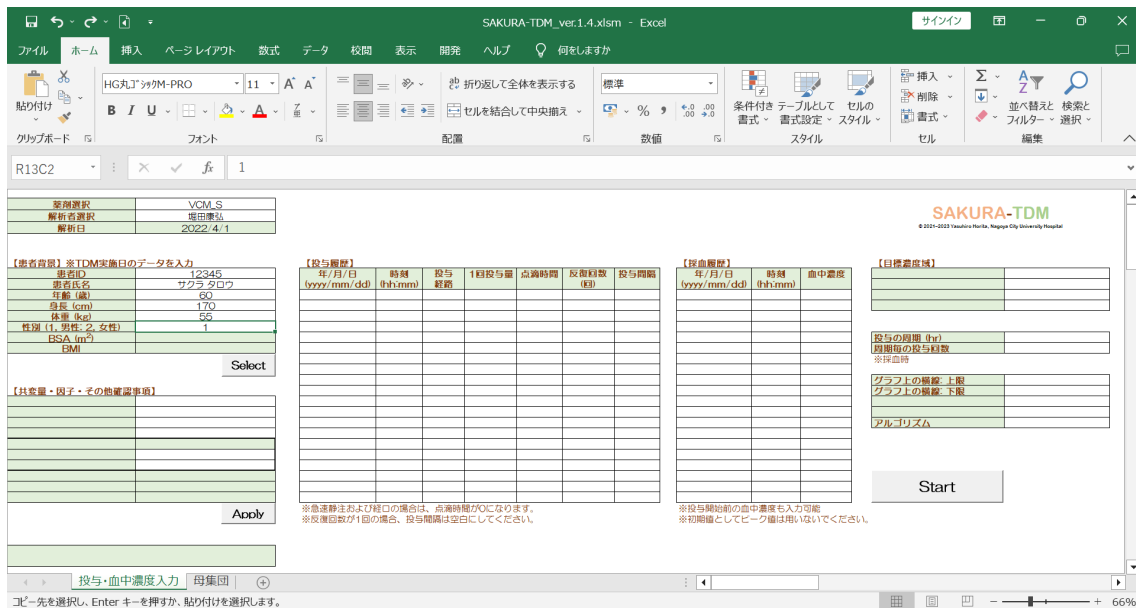 SAKURA-TDM_ver.1.4.xlsm - Excel
サインイン
ファイル ホーム 挿入 ページ レイアウト 数式 データ 校閲 表示 開発 ヘルプ 何をしますか
貼り付け
クリップボード
HG丸ｺﾞｼｯｸM-PRO 11
B I U
フォント
折り返して全体を表示する
セルを結合して中央揃え
配置
標準
数値
条件付き書式
テーブルとして書式設定
セルのスタイル
スタイル
挿入
削除
書式
セル
並べ替えと フィルター
検索と 選択
編集
R13C2 fx 1
薬剤選択 VCM_S
解析者選択 堀田康弘
解析日 2022/4/1
SAKURA-TDM
© 2021-2023 Yasuhiro Horita, Nagoya City University Hospital
【患者背景】※TDM実施日のデータを入力
患者ID 12345
患者氏名 サクラ タロウ
年齢 (歳) 60
身長 (cm) 170
体重 (kg) 55
性別 (1, 男性; 2, 女性) 1
BSA (m²)
BMI
Select
【共変量・因子・その他確認事項】
Apply
【投与履歴】
年/月/日 (yyyy/mm/dd) 時刻 (hh:mm) 投与経路 1回投与量 点滴時間 反復回数 (回) 投与間隔
※急速静注および経口の場合は、点滴時間が0になります。
※反復回数が1回の場合、投与間隔は空白にしてください。
【採血履歴】
年/月/日 (yyyy/mm/dd) 時刻 (hh:mm) 血中濃度
※投与開始前の血中濃度も入力可能
※初期値としてピーク値は用いないでください。
【目標濃度域】
投与の周期 (hr)
周期毎の投与回数
※採血時
グラフ上の横線: 上限
グラフ上の横線: 下限
アルゴリズム
Start
投与・血中濃度入力 母集団
コピー先を選択し、Enter キーを押すか、貼り付けを選択します。
66%